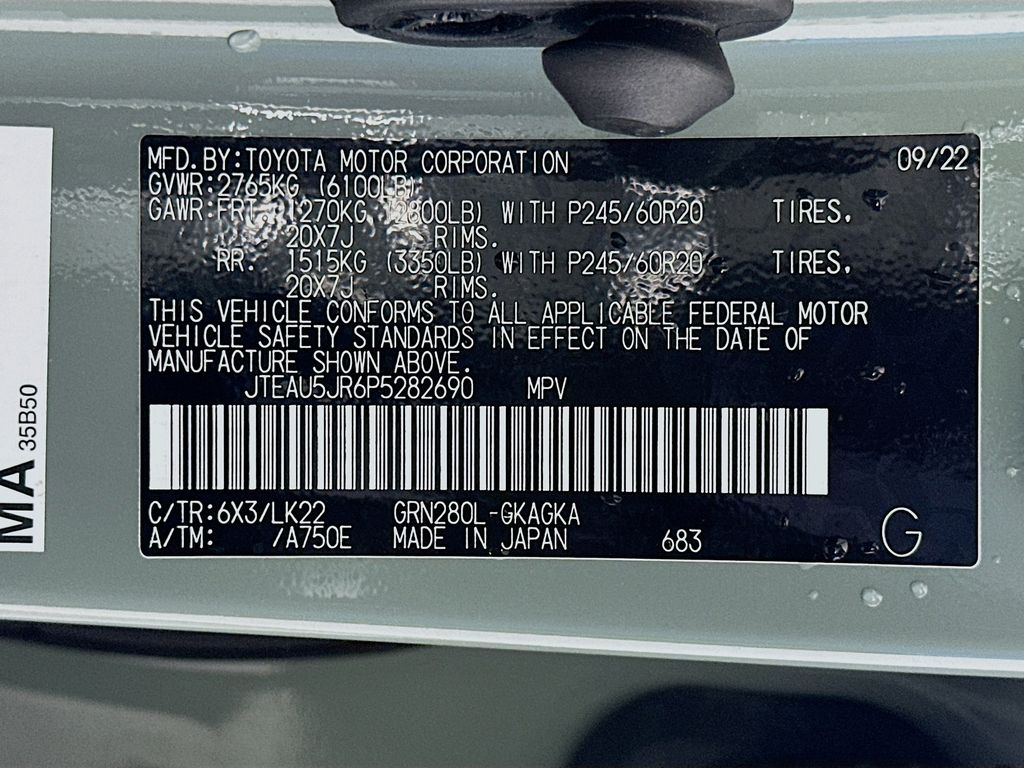 MFD.BY:TOYOTA MOTOR CORPORATION 09/22
GVWR:2765KG (6100LB)
GAWR:FRT. 1270KG (2800LB) WITH P245/60R20 TIRES.
20X7J RIMS.
RR. 1515KG (3350LB) WITH P245/60R20 TIRES.
20X7J RIMS.
THIS VEHICLE CONFORMS TO ALL APPLICABLE FEDERAL MOTOR
VEHICLE SAFETY STANDARDS IN EFFECT ON THE DATE OF
MANUFACTURE SHOWN ABOVE.
JTEAU5JR6P5282690 MPV
C/TR:6X3/LK22 GRN280L-GKAGKA
A/TM: /A750E MADE IN JAPAN 683 G
MA 35B50